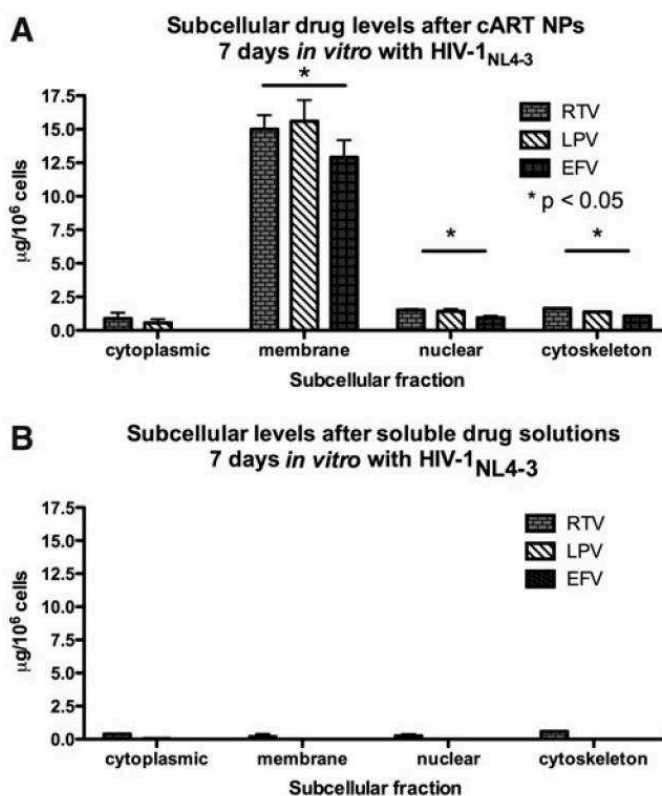 A
Subcellular drug levels after cART NPs
7 days in vitro with HIV-1NL4-3
*
17.5
15.0
12.5
10.0
7.5
5.0
2.5
0.0
μg/10⁶ cells
RTV
LPV
EFV
* p < 0.05
*
*
cytoplasmic membrane nuclear cytoskeleton
Subcellular fraction
B
Subcellular levels after soluble drug solutions
7 days in vitro with HIV-1NL4-3
17.5
15.0
12.5
10.0
7.5
5.0
2.5
0.0
μg/10⁶ cells
RTV
LPV
EFV
cytoplasmic membrane nuclear cytoskeleton
Subcellular fraction